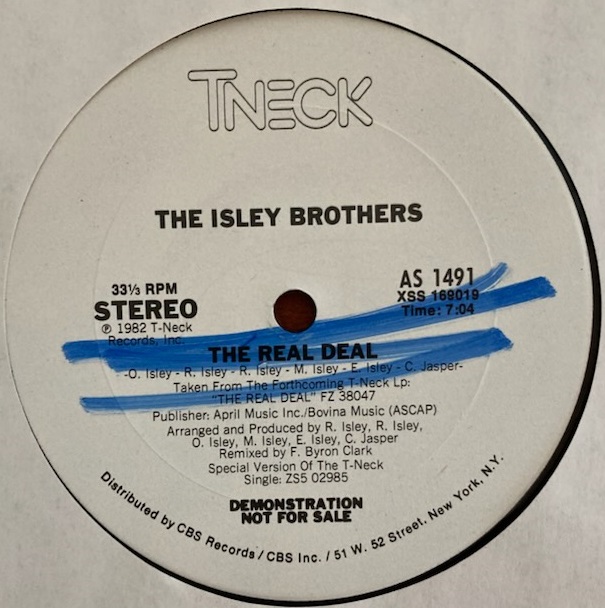 TNECK
THE ISLEY BROTHERS
33⅓ RPM
STEREO
℗ 1982 T-Neck
Records, Inc.
AS 1491
XSS 169019
Time: 7:04
THE REAL DEAL
-O. Isley - R. Isley - R. Isley - M. Isley - E. Isley - C. Jasper-
Taken From The Forthcoming T-Neck Lp:
"THE REAL DEAL" FZ 38047
Publisher: April Music Inc./Bovina Music (ASCAP)
Arranged and Produced by R. Isley, R. Isley,
O. Isley, M. Isley, E. Isley, C. Jasper
Remixed by F. Byron Clark
Special Version Of The T-Neck
Single: ZS5 02985
DEMONSTRATION
NOT FOR SALE
Distributed by CBS Records / CBS Inc. / 51 W. 52 Street. New York, N.Y.